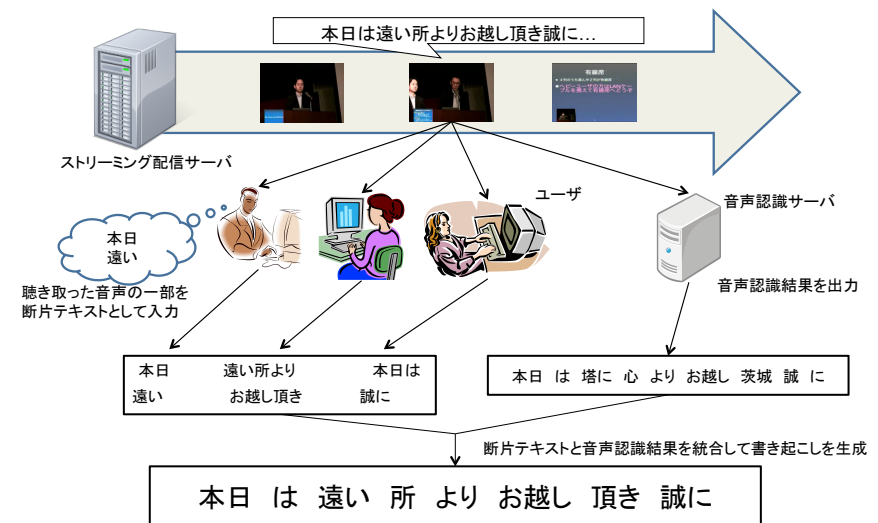 本日は遠い所よりお越し頂き誠に…
有線席
ストリーミング配信サーバ
ユーザ
音声認識サーバ
本日
遠い
聴き取った音声の一部を
断片テキストとして入力
音声認識結果を出力
本日 遠い所より 本日は
遠い お越し頂き 誠に
本日 は 塔に 心 より お越し 茨城 誠 に
断片テキストと音声認識結果を統合して書き起こしを生成
本日 は 遠い 所 より お越し 頂き 誠に